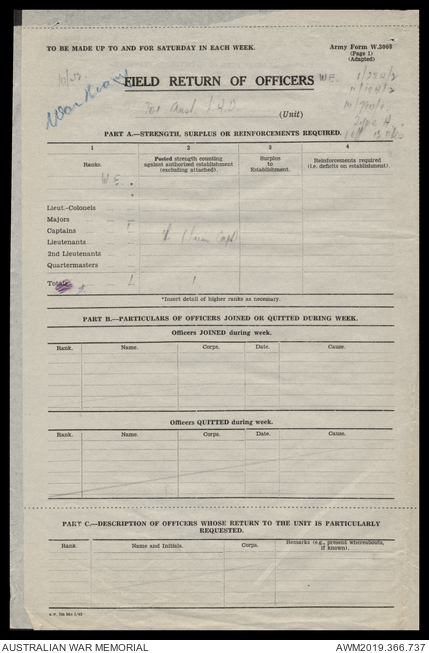 TO BE MADE UP TO AND FOR SATURDAY IN EACH WEEK.
Army Form W.3008
(Page 1)
(Adapted)
10/52.
FIELD RETURN OF OFFICERS
W.E.
(Unit)
PART A.—STRENGTH, SURPLUS OR REINFORCEMENTS REQUIRED.
1 2 3 4
Ranks. Posted strength counting against authorized establishment (excluding attached). Surplus to Establishment. Reinforcements required (i.e. deficits on establishment).
W.E.
Lieut.-Colonels
Majors
Captains 1
Lieutenants
2nd Lieutenants
Quartermasters
Totals 1 1
*Insert detail of higher ranks as necessary.
PART B.—PARTICULARS OF OFFICERS JOINED OR QUITTED DURING WEEK.
Officers JOINED during week.
Rank. Name. Corps. Date. Cause.
Officers QUITTED during week.
Rank. Name. Corps. Date. Cause.
PART C.—DESCRIPTION OF OFFICERS WHOSE RETURN TO THE UNIT IS PARTICULARLY
REQUESTED.
Rank. Name and Initials. Corps. Remarks (e.g., present whereabouts, if known).
AUSTRALIAN WAR MEMORIAL
AWM2019.366.737